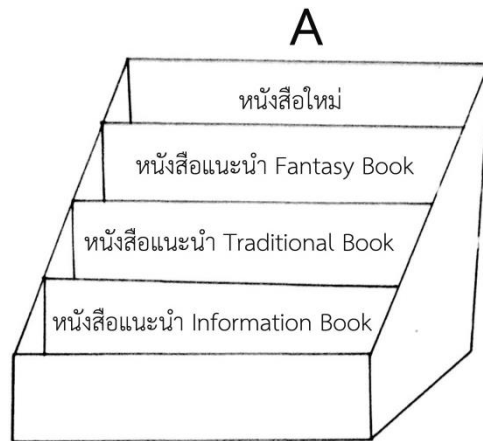 A
หนังสือใหม่
หนังสือแนะนำ Fantasy Book
หนังสือแนะนำ Traditional Book
หนังสือแนะนำ Information Book